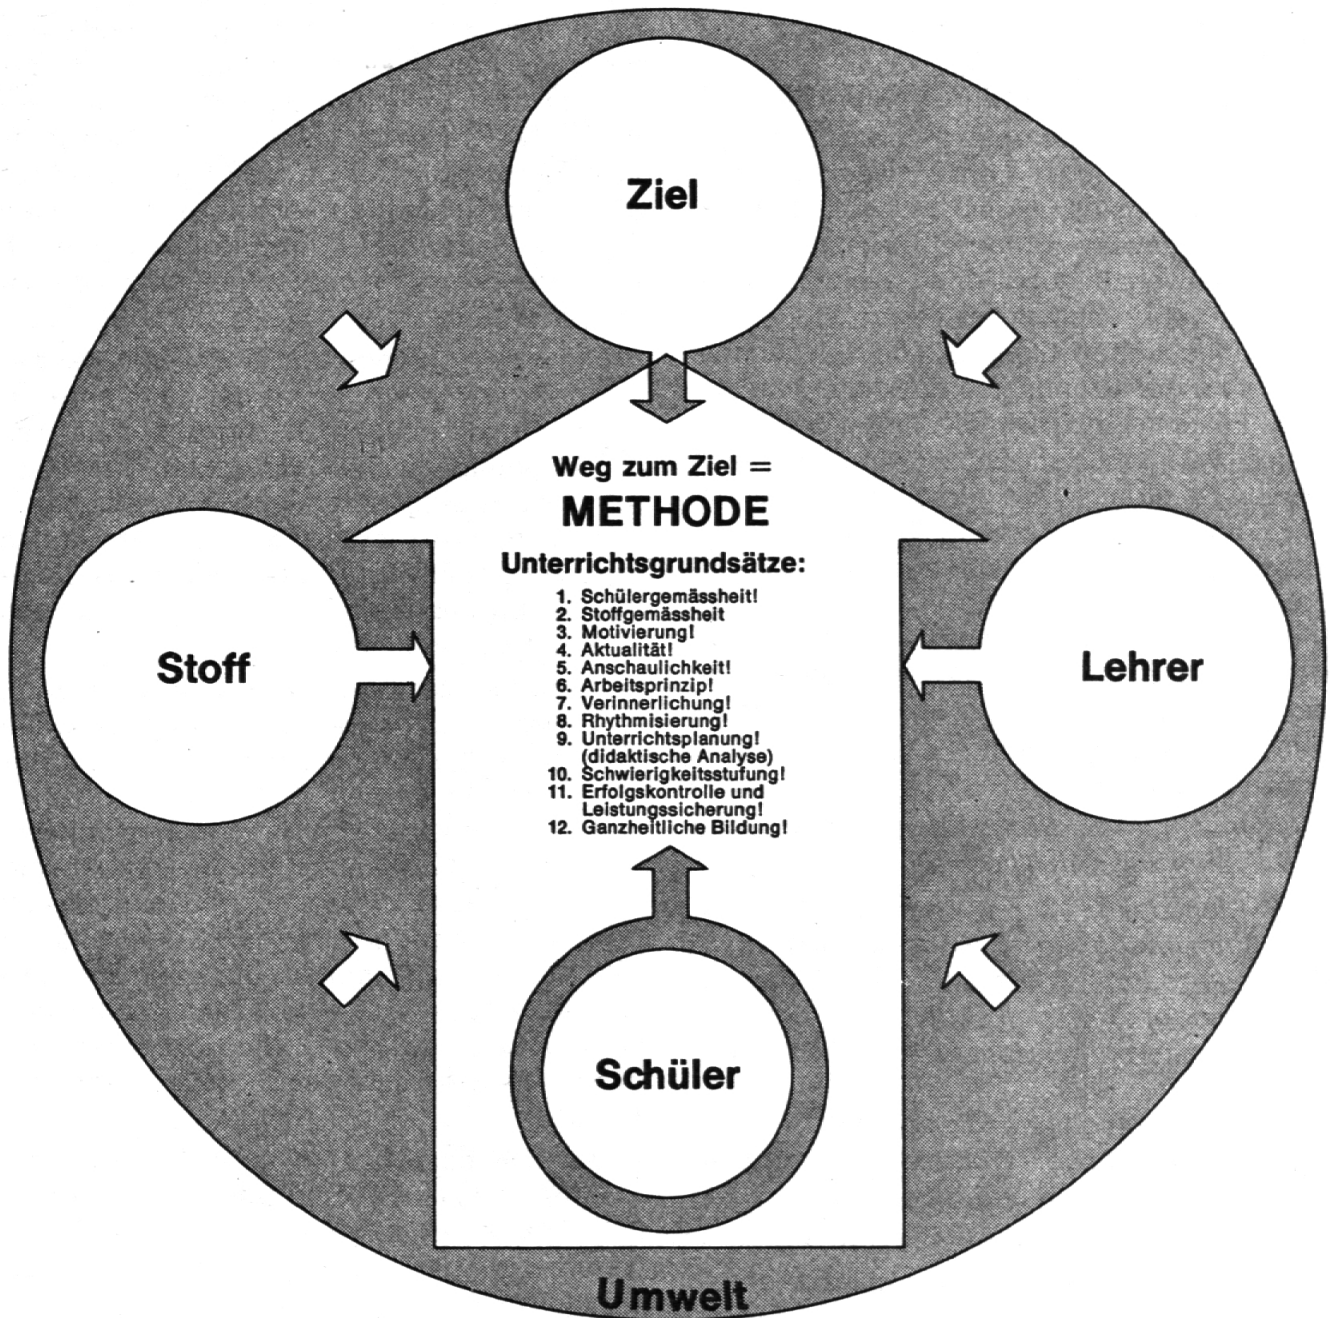 Ziel
Weg zum Ziel =
METHODE
Unterrichtsgrundsätze:
1. Schülergemässheit!
2. Stoffgemässheit
3. Motivierung!
4. Aktualität!
5. Anschaulichkeit!
6. Arbeitsprinzip!
7. Verinnerlichung!
8. Rhythmisierung!
9. Unterrichtsplanung!
(didaktische Analyse)
10. Schwierigkeitsstufung!
11. Erfolgskontrolle und
Leistungssicherung!
12. Ganzheitliche Bildung!
Stoff
Lehrer
Schüler
Umwelt